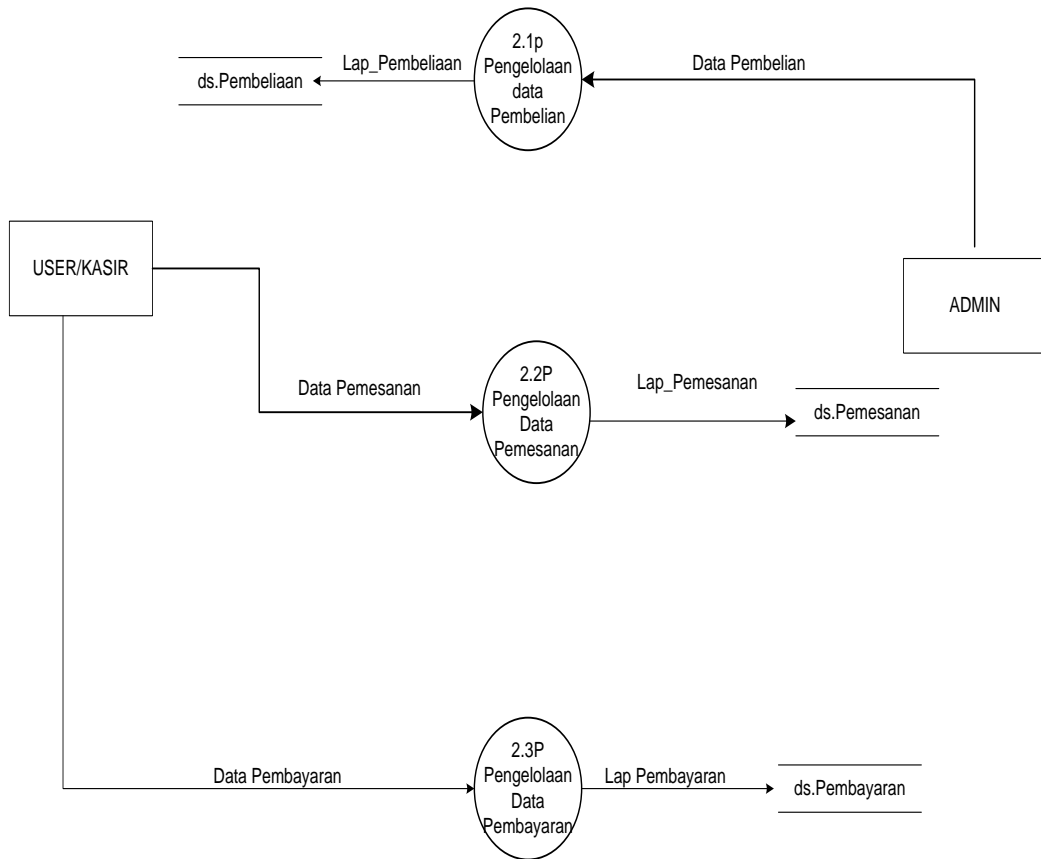 2.1p
Pengelolaan
data
Pembelian
Lap_Pembeliaan
Data Pembelian
ds.Pembeliaan
USER/KASIR
ADMIN
2.2P
Pengelolaan
Data
Pemesanan
Data Pemesanan
Lap_Pemesanan
ds.Pemesanan
2.3P
Pengelolaan
Data
Pembayaran
Data Pembayaran
Lap Pembayaran
ds.Pembayaran